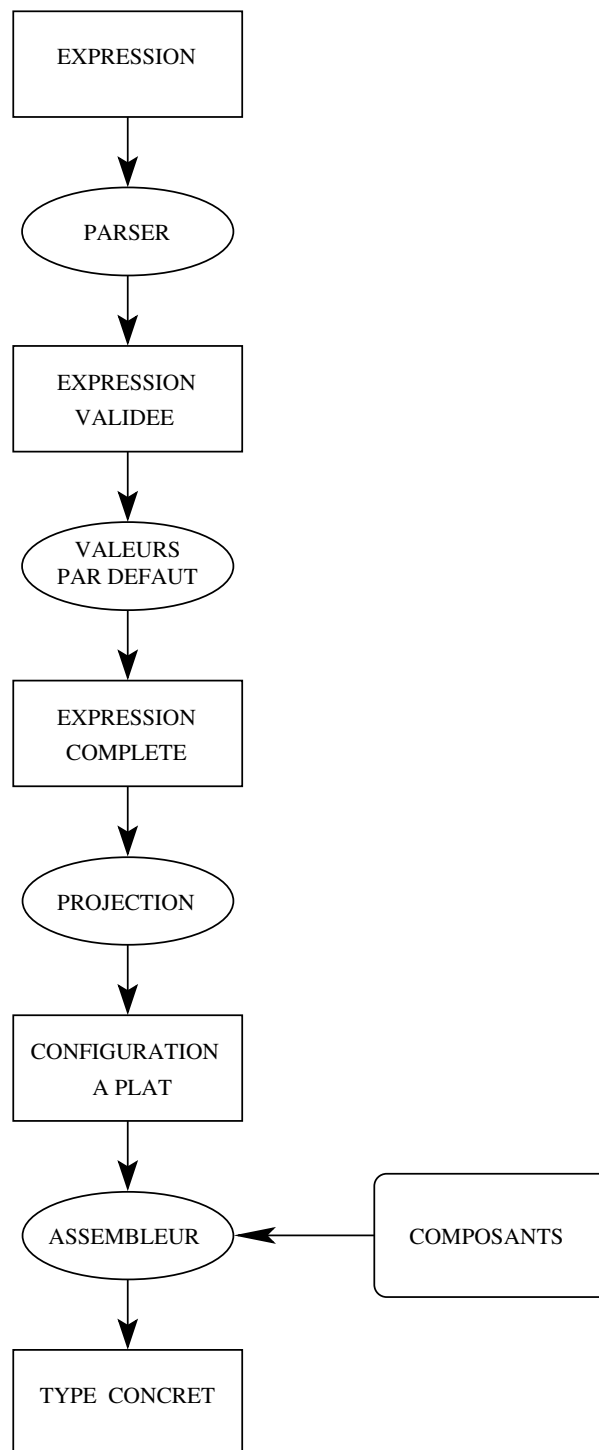 EXPRESSION
PARSER
EXPRESSION
VALIDEE
VALEURS
PAR DEFAUT
EXPRESSION
COMPLETE
PROJECTION
CONFIGURATION
A PLAT
ASSEMBLEUR
COMPOSANTS
TYPE CONCRET